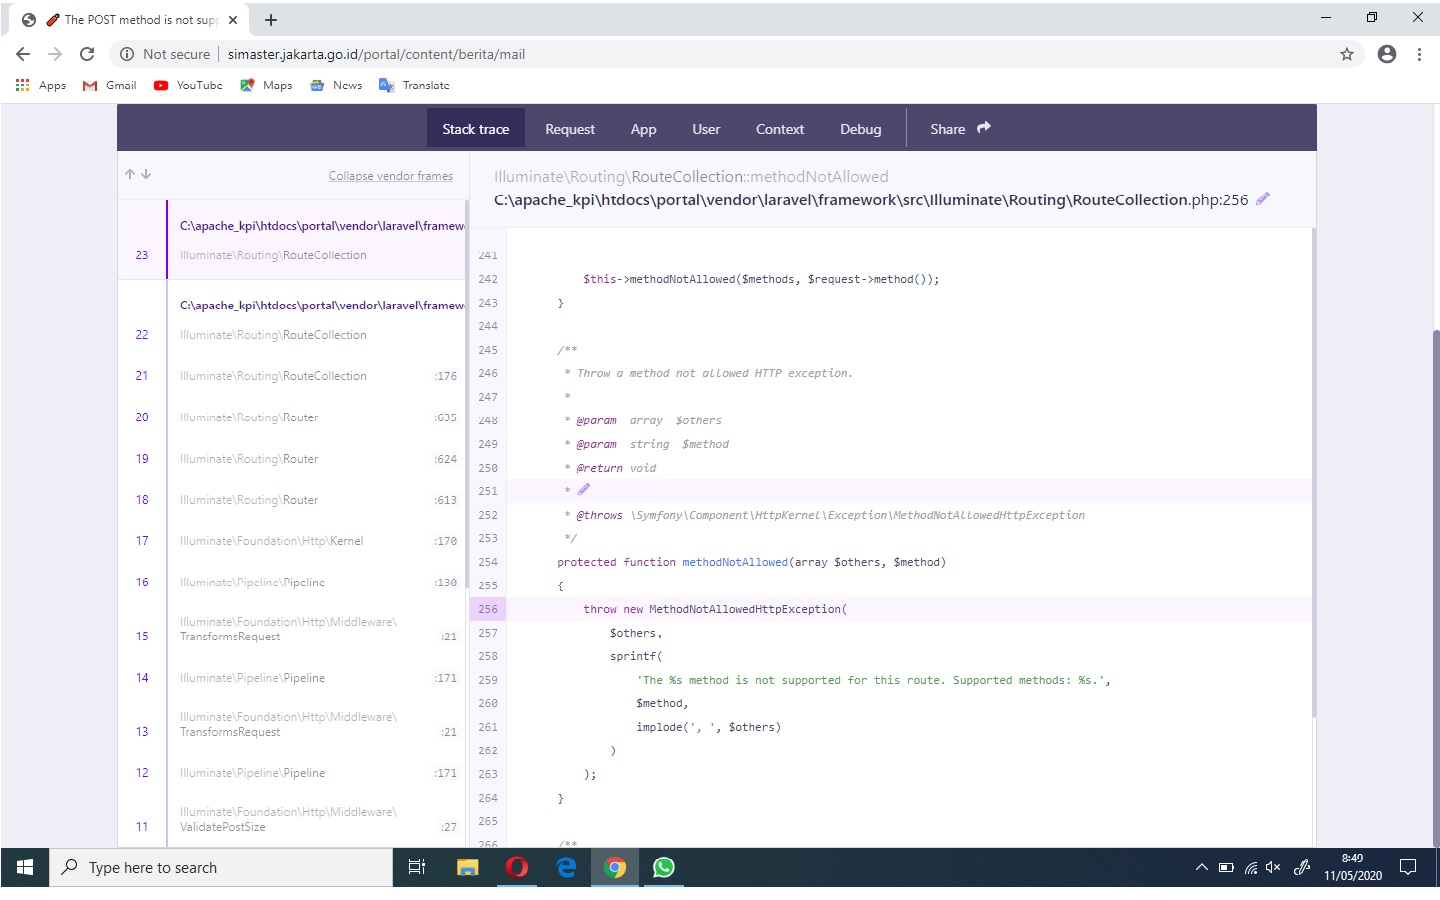 The POST method is not supp
Not secure
simaster.jakarta.go.id/portal/content/berita/mail
Apps
Gmail
YouTube
Maps
News
Translate
Stack trace
Request
App
User
Context
Debug
Share
Collapse vendor frames
C:\apache_kpi\htdocs\portal\vendor\laravel\framew
23 Illuminate\Routing\RouteCollection
C:\apache_kpi\htdocs\portal\vendor\laravel\framew
22 Illuminate\Routing\RouteCollection
21 Illuminate\Routing\RouteCollection :176
20 Illuminate\Routing\Router :635
19 Illuminate\Routing\Router :624
18 Illuminate\Routing\Router :613
17 Illuminate\Foundation\Http\Kernel :170
16 Illuminate\Pipeline\Pipeline :130
Illuminate\Foundation\Http\Middleware\
15 TransformsRequest :21
14 Illuminate\Pipeline\Pipeline :171
Illuminate\Foundation\Http\Middleware\
13 TransformsRequest :21
12 Illuminate\Pipeline\Pipeline :171
Illuminate\Foundation\Http\Middleware\
11 ValidatePostSize :27
Illuminate\Routing\RouteCollection::methodNotAllowed
C:\apache_kpi\htdocs\portal\vendor\laravel\framework\src\Illuminate\Routing\RouteCollection.php:256
241
242 $this->methodNotAllowed($methods, $request->method());
243 }
244
245 /**
246 * Throw a method not allowed HTTP exception.
247 *
248 * @param array $others
249 * @param string $method
250 * @return void
251 *
252 * @throws \Symfony\Component\HttpKernel\Exception\MethodNotAllowedHttpException
253 */
254 protected function methodNotAllowed(array $others, $method)
255 {
256 throw new MethodNotAllowedHttpException(
257 $others,
258 sprintf(
259 'The %s method is not supported for this route. Supported methods: %s.',
260 $method,
261 implode(', ', $others)
262 )
263 );
264 }
265
266 /**
Type here to search
8:49
11/05/2020